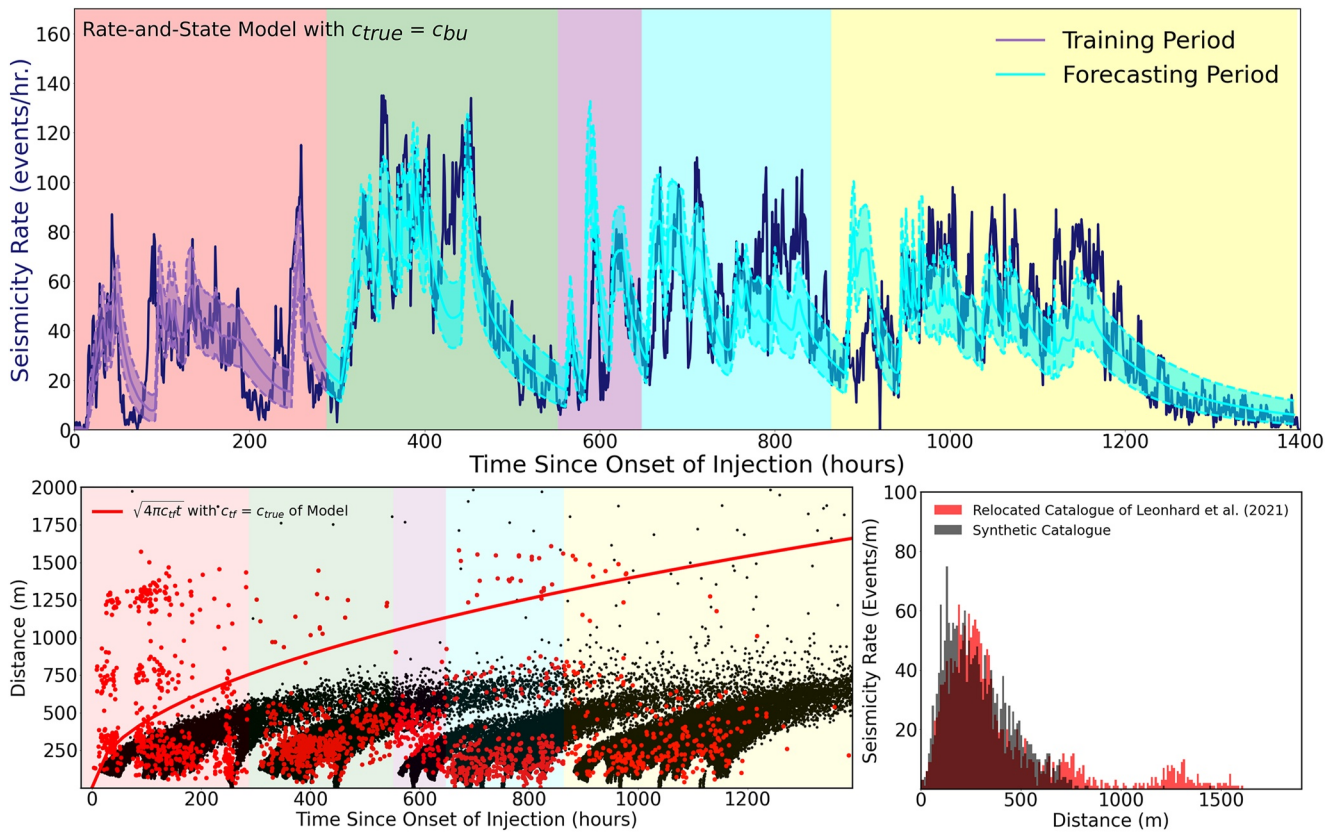 Rate-and-State Model with c_true = c_bu
Training Period
Forecasting Period
Seismicity Rate (events/hr.)
160
140
120
100
80
60
40
20
0
0 200 400 600 800 1000 1200 1400
Time Since Onset of Injection (hours)
√4πc_tf t with c_tf = c_true of Model
Distance (m)
2000
1750
1500
1250
1000
750
500
250
0 200 400 600 800 1000 1200
Time Since Onset of Injection (hours)
Relocated Catalogue of Leonhard et al. (2021)
Synthetic Catalogue
Seismicity Rate (Events/m)
100
80
60
40
20
0 500 1000 1500
Distance (m)